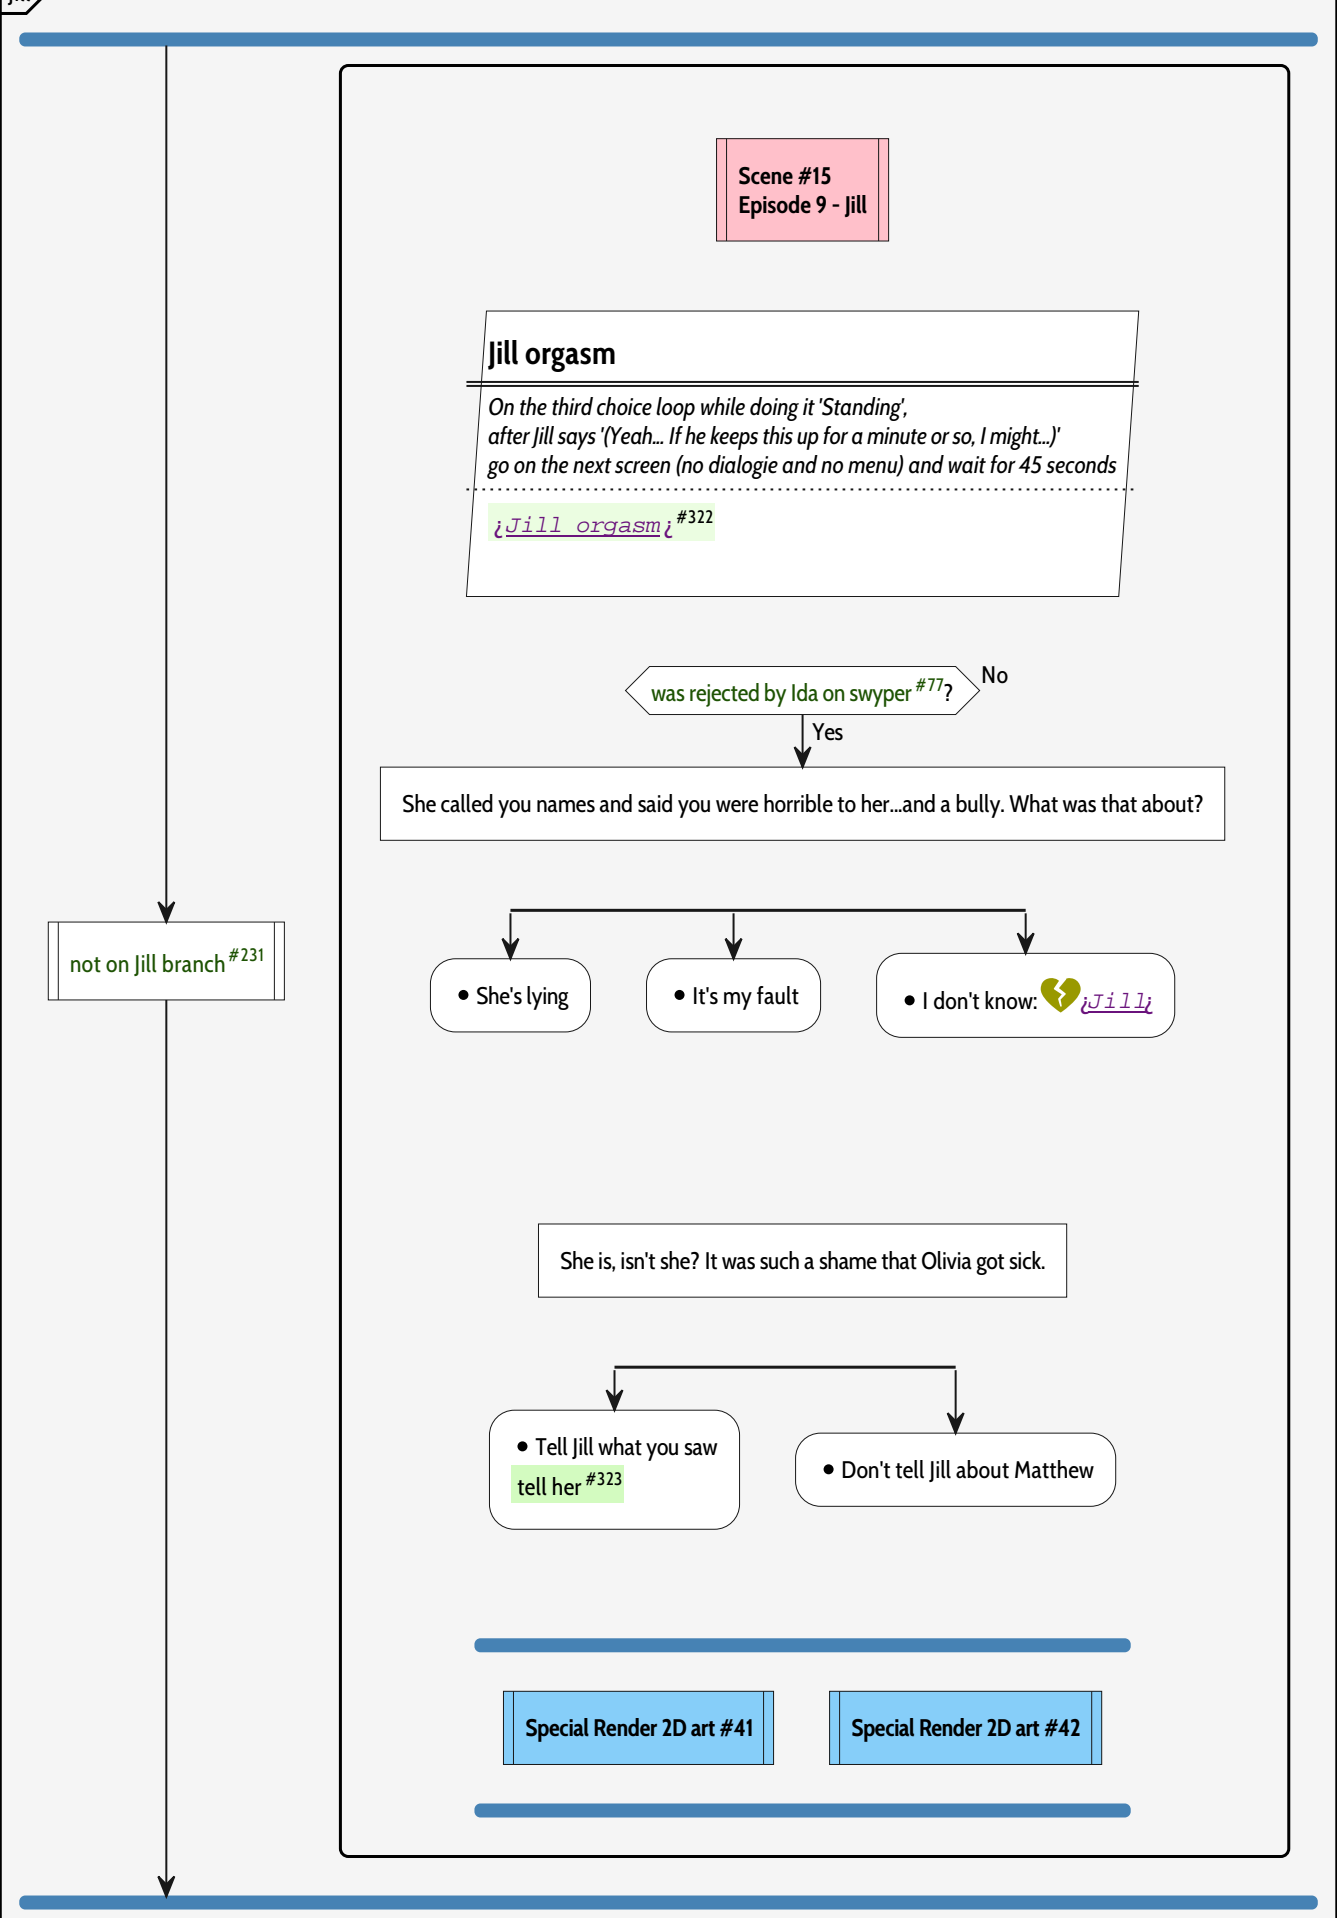 Scene #15
Episode 9 - Jill
Jill orgasm
On the third choice loop while doing it 'Standing',
after Jill says '(Yeah... If he keeps this up for a minute or so, I might...)'
go on the next screen (no dialogie and no menu) and wait for 45 seconds
¿Jill orgasm¿ #322
was rejected by Ida on swyper #77?
No
Yes
She called you names and said you were horrible to her...and a bully. What was that about?
not on Jill branch #231
• She's lying
• It's my fault
• I don't know: 💔¿Jill¿
She is, isn't she? It was such a shame that Olivia got sick.
• Tell Jill what you saw
tell her #323
• Don't tell Jill about Matthew
Special Render 2D art #41
Special Render 2D art #42